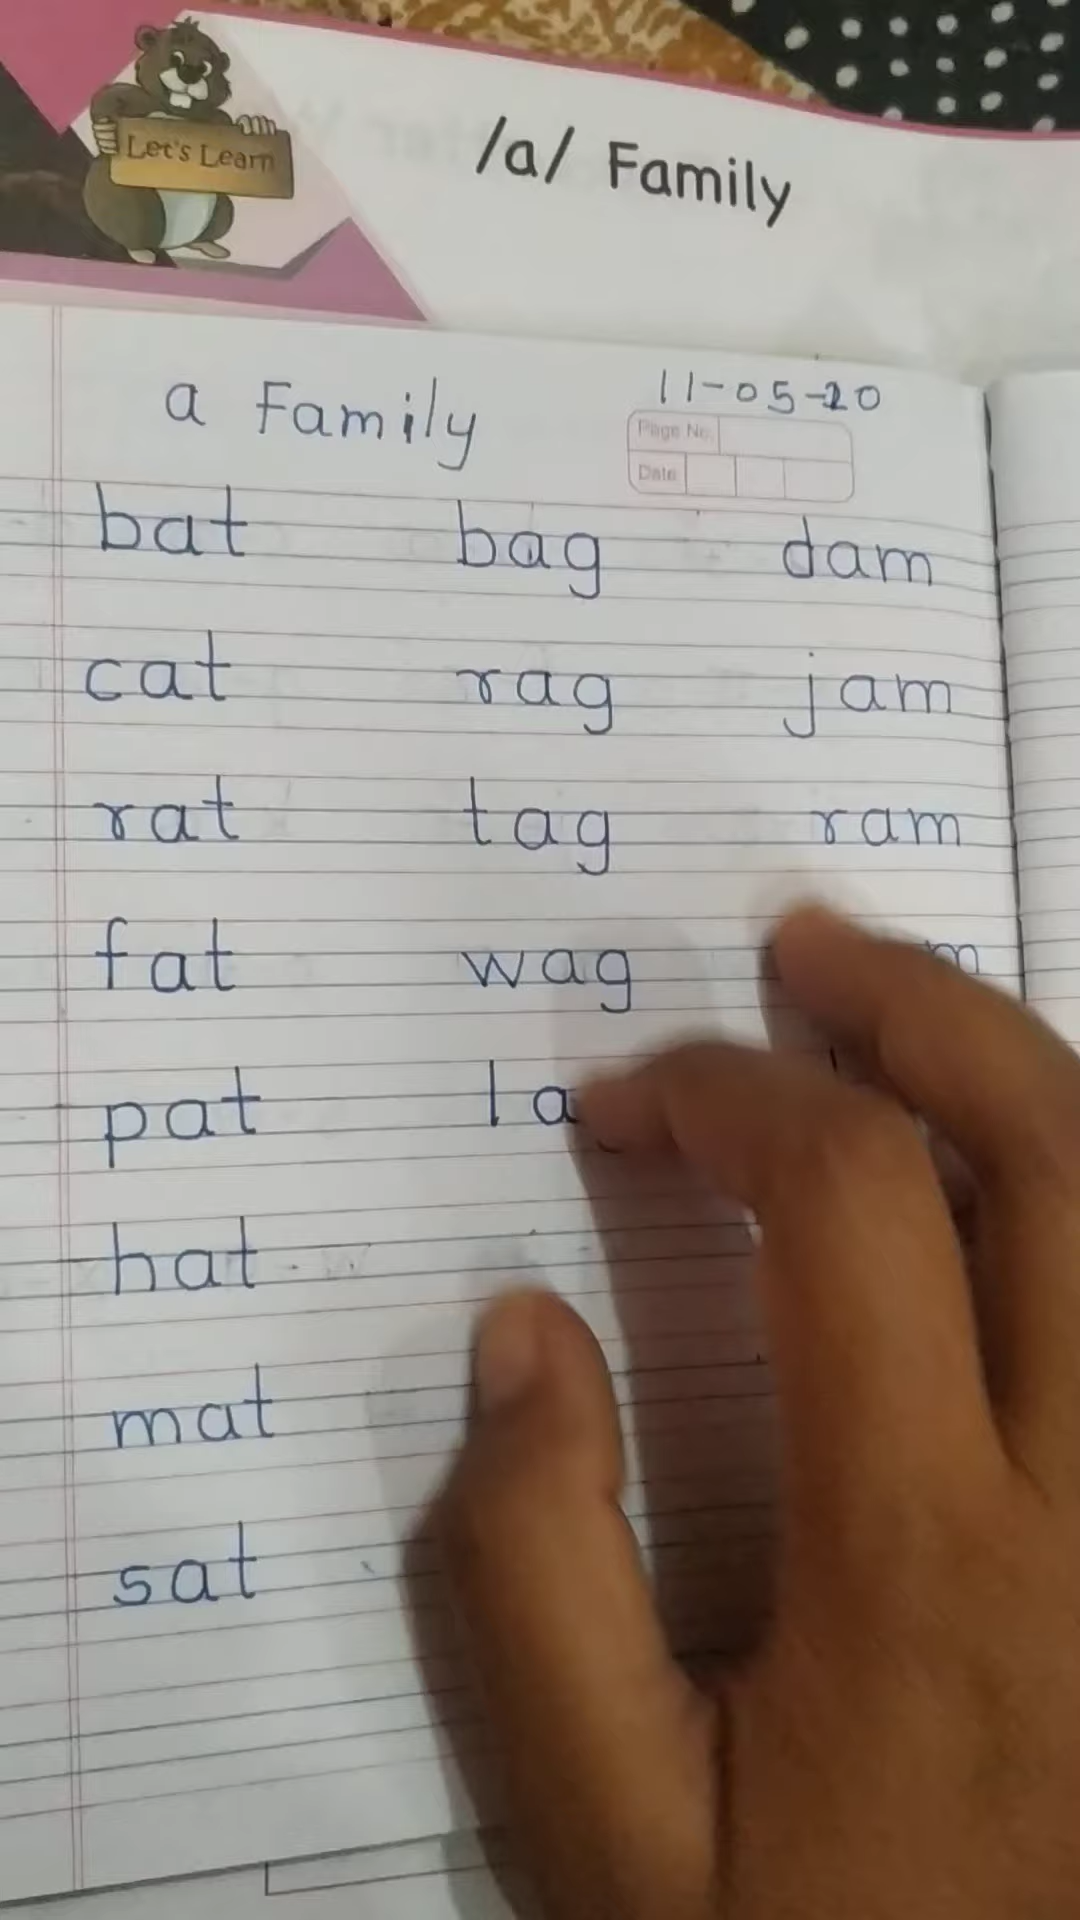 Let's Learn
/a/ Family
a Family 11-05-20
Page No.
Date
bat bag dam
cat rag jam
rat tag ram
fat wag
pat
hat
mat
sat